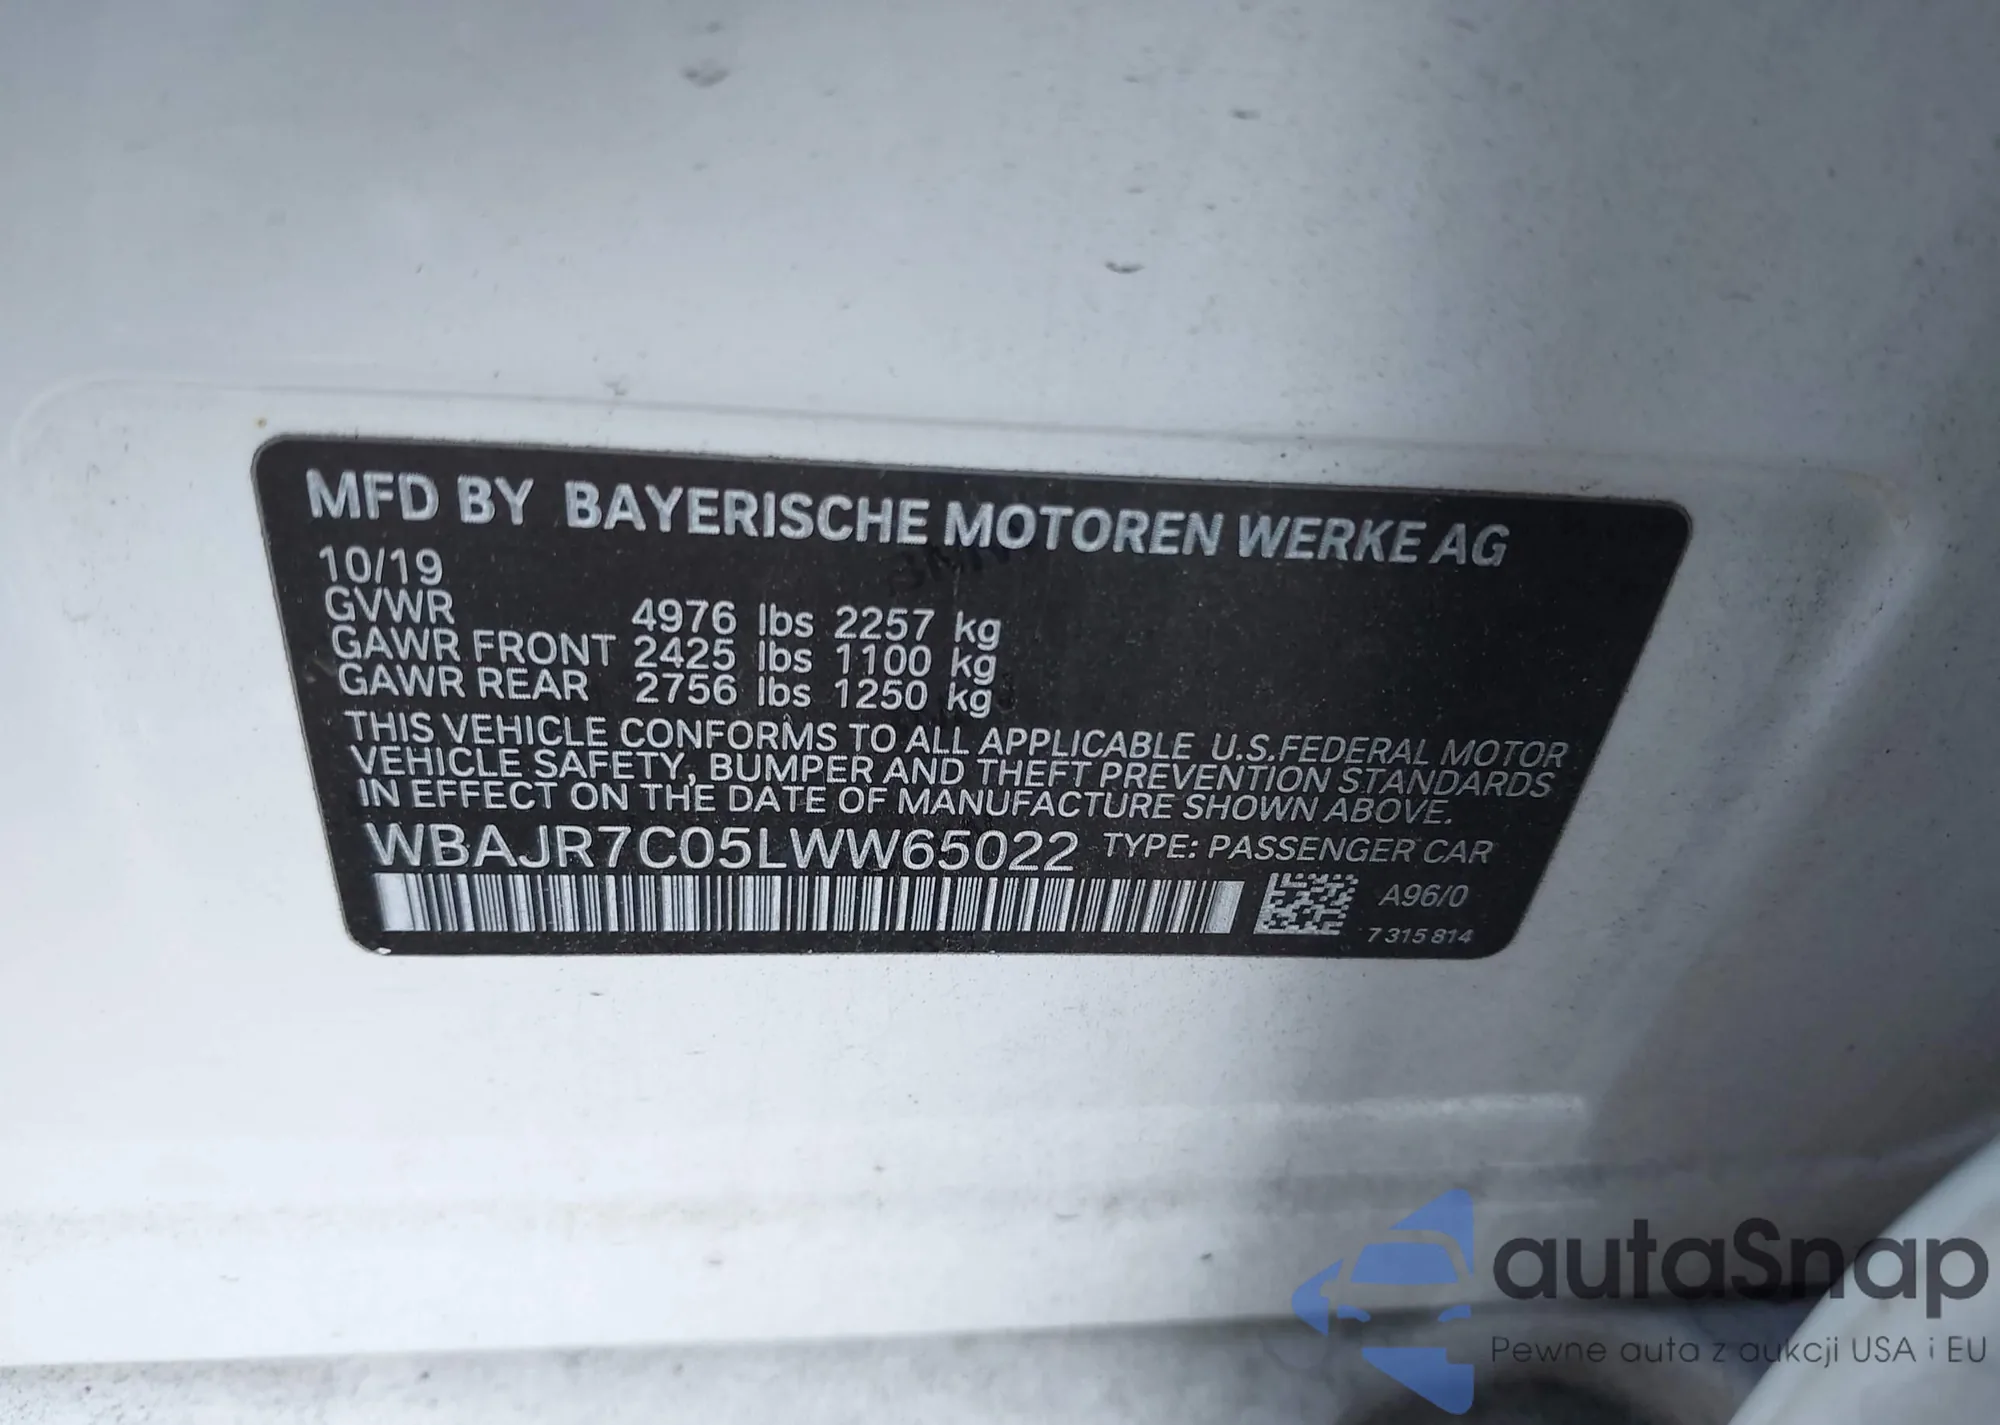 MFD BY BAYERISCHE MOTOREN WERKE AG
10/19
GVWR 4976 lbs 2257 kg
GAWR FRONT 2425 lbs 1100 kg
GAWR REAR 2756 lbs 1250 kg
THIS VEHICLE CONFORMS TO ALL APPLICABLE U.S.FEDERAL MOTOR
VEHICLE SAFETY, BUMPER AND THEFT PREVENTION STANDARDS
IN EFFECT ON THE DATE OF MANUFACTURE SHOWN ABOVE.
WBAJR7C05LWW65022 TYPE: PASSENGER CAR
A96/0
7 315 814
autaSnap
Pewne auta z aukcji USA i EU